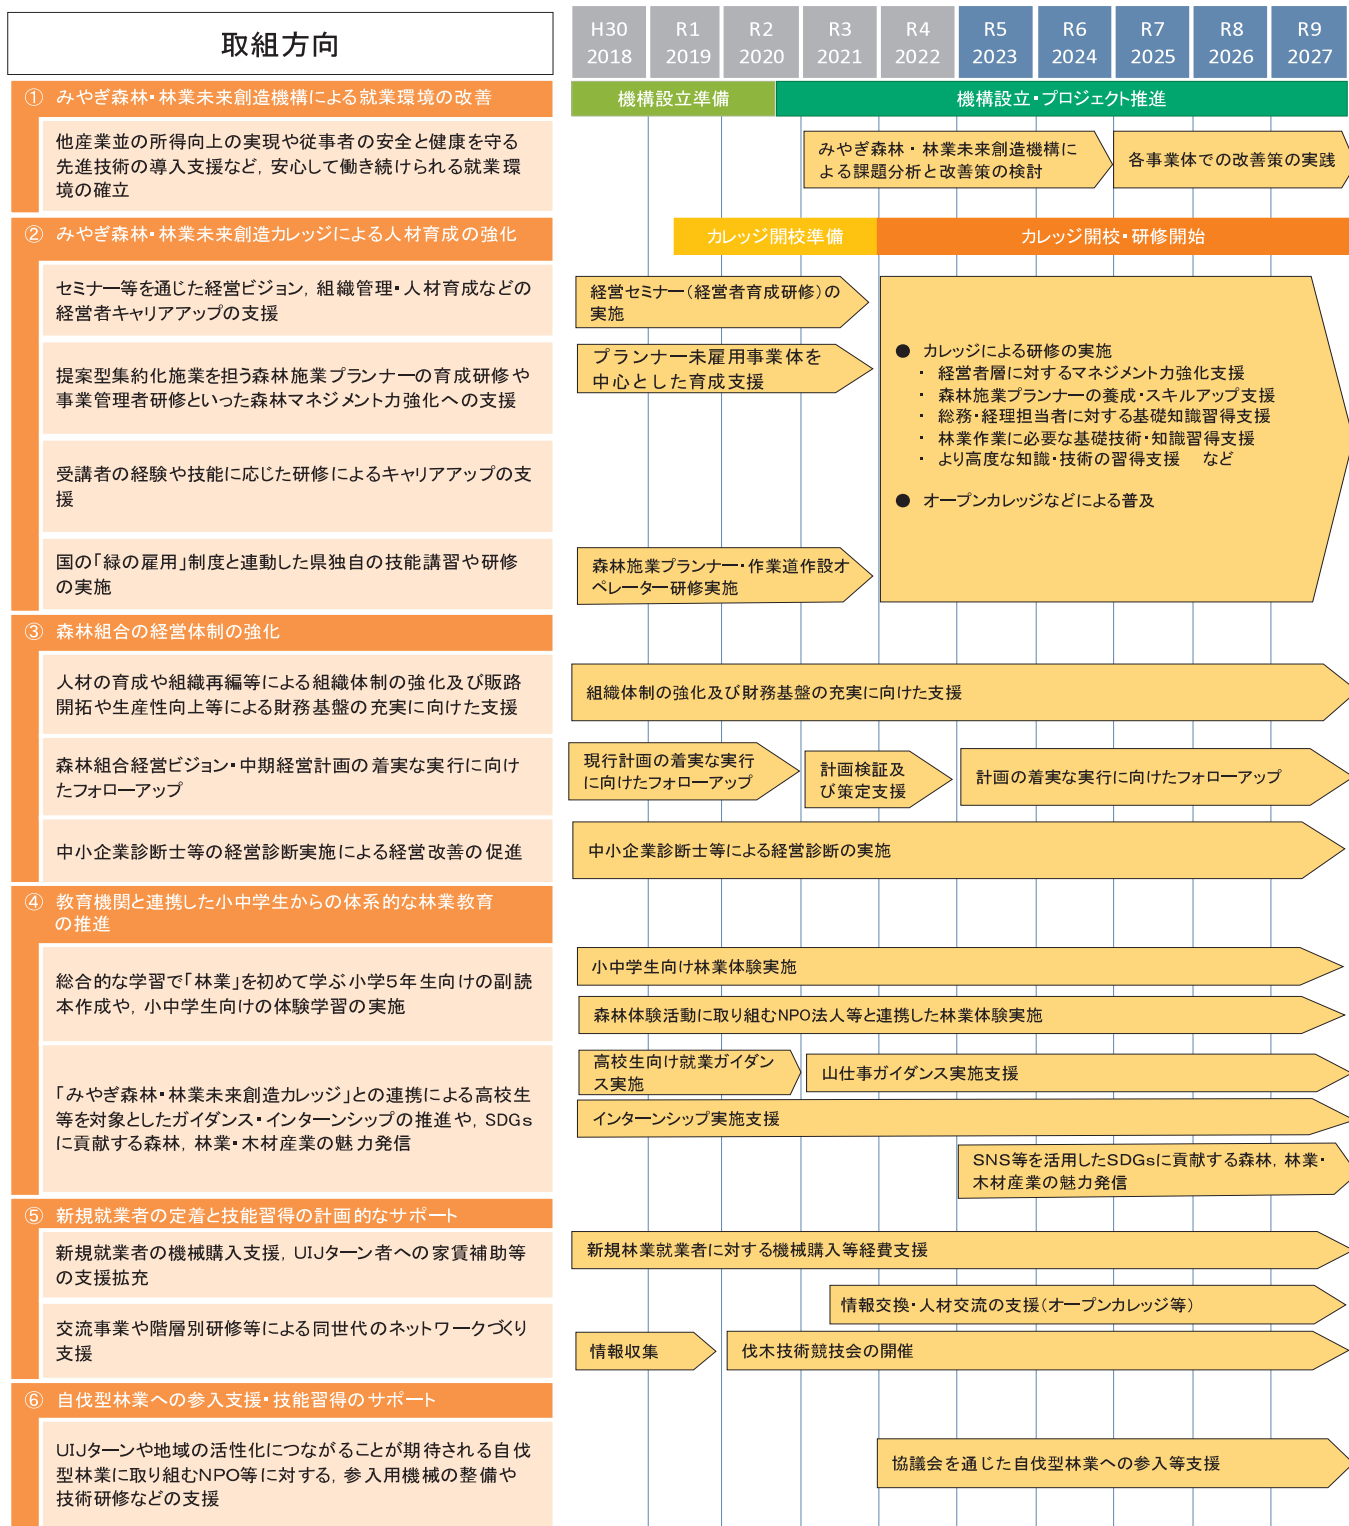 取組方向
H30 R1 R2 R3 R4 R5 R6 R7 R8 R9
2018 2019 2020 2021 2022 2023 2024 2025 2026 2027
① みやぎ森林・林業未来創造機構による就業環境の改善
機構設立準備
機構設立・プロジェクト推進
他産業並の所得向上の実現や従事者の安全と健康を守る
先進技術の導入支援など，安心して働き続けられる就業環
境の確立
みやぎ森林・林業未来創造機構に
よる課題分析と改善策の検討
各事業体での改善策の実践
② みやぎ森林・林業未来創造カレッジによる人材育成の強化
カレッジ開校準備
カレッジ開校・研修開始
セミナー等を通じた経営ビジョン，組織管理・人材育成などの
経営者キャリアアップの支援
経営セミナー（経営者育成研修）の
実施
提案型集約化施業を担う森林施業プランナーの育成研修や
事業管理者研修といった森林マネジメント力強化への支援
プランナー未雇用事業体を
中心とした育成支援
受講者の経験や技能に応じた研修によるキャリアアップの支
援
国の「緑の雇用」制度と連動した県独自の技能講習や研修
の実施
森林施業プランナー・作業道作設オ
ペレーター研修実施
● カレッジによる研修の実施
・ 経営者層に対するマネジメント力強化支援
・ 森林施業プランナーの養成・スキルアップ支援
・ 総務・経理担当者に対する基礎知識習得支援
・ 林業作業に必要な基礎技術・知識習得支援
・ より高度な知識・技術の習得支援 など
● オープンカレッジなどによる普及
③ 森林組合の経営体制の強化
人材の育成や組織再編等による組織体制の強化及び販路
開拓や生産性向上等による財務基盤の充実に向けた支援
組織体制の強化及び財務基盤の充実に向けた支援
森林組合経営ビジョン・中期経営計画の着実な実行に向け
たフォローアップ
現行計画の着実な実行
に向けたフォローアップ
計画検証及
び策定支援
計画の着実な実行に向けたフォローアップ
中小企業診断士等の経営診断実施による経営改善の促進
中小企業診断士等による経営診断の実施
④ 教育機関と連携した小中学生からの体系的な林業教育
の推進
総合的な学習で「林業」を初めて学ぶ小学5年生向けの副読
本作成や，小中学生向けの体験学習の実施
小中学生向け林業体験実施
森林体験活動に取り組むNPO法人等と連携した林業体験実施
「みやぎ森林・林業未来創造カレッジ」との連携による高校生
等を対象としたガイダンス・インターンシップの推進や，SDGs
に貢献する森林，林業・木材産業の魅力発信
高校生向け就業ガイダン
ス実施
山仕事ガイダンス実施支援
インターンシップ実施支援
SNS等を活用したSDGsに貢献する森林，林業・
木材産業の魅力発信
⑤ 新規就業者の定着と技能習得の計画的なサポート
新規就業者の機械購入支援，UIJターン者への家賃補助等
の支援拡充
新規林業就業者に対する機械購入等経費支援
交流事業や階層別研修等による同世代のネットワークづくり
支援
情報交換・人材交流の支援（オープンカレッジ等）
情報収集
伐木技術競技会の開催
⑥ 自伐型林業への参入支援・技能習得のサポート
UIJターンや地域の活性化につながることが期待される自伐
型林業に取り組むNPO等に対する，参入用機械の整備や
技術研修などの支援
協議会を通じた自伐型林業への参入等支援